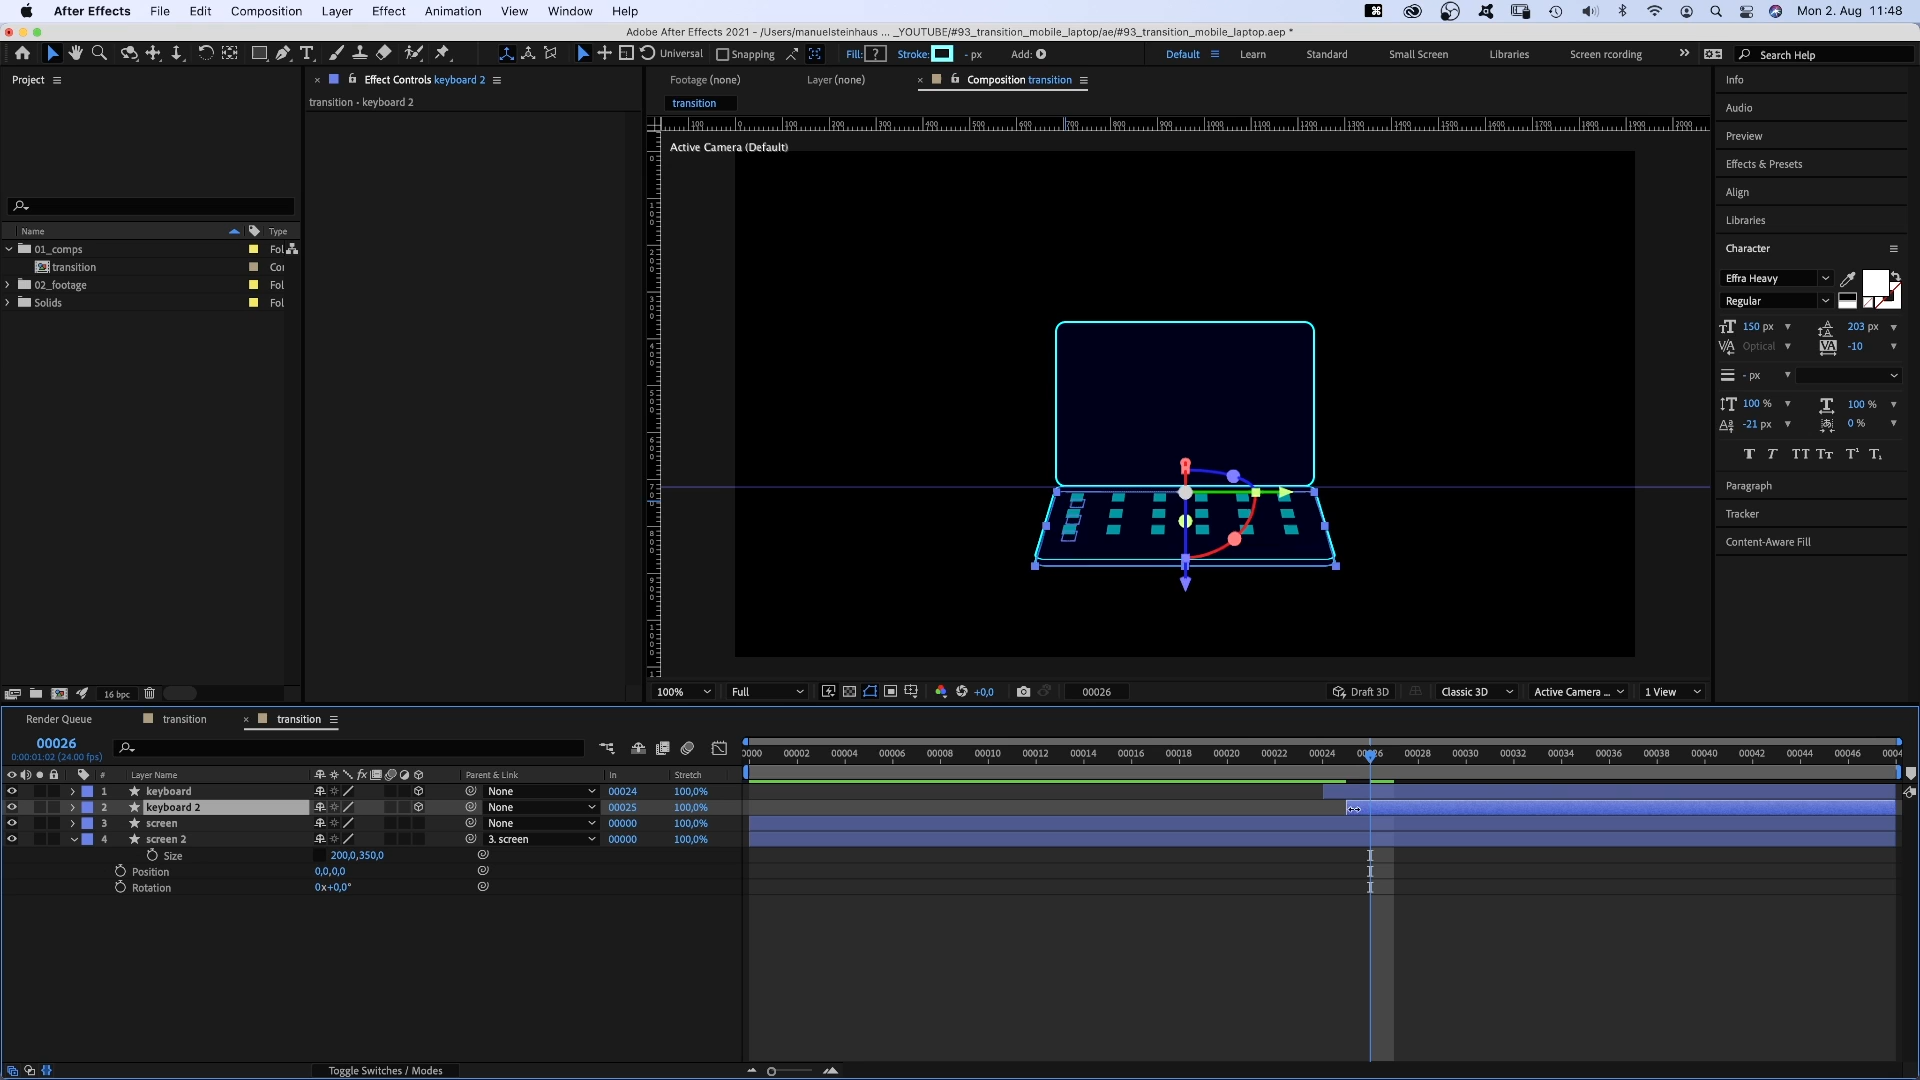 After Effects File Edit Composition Layer Effect Animation View Window Help Mon 2. Aug 11:48
Adobe After Effects 2021 - /Users/manuelsteinhaus ... _YOUTUBE/#93_transition_mobile_laptop/ae/#93_transition_mobile_laptop.aep *
Universal Snapping Fill: ? Stroke: - px Add: Default Learn Standard Small Screen Libraries Screen recording Search Help
Project
Effect Controls keyboard 2
transition • keyboard 2
Footage (none) Layer (none) Composition transition
transition
Active Camera (Default)
Name Type
01_comps Fol
transition Cor
02_footage Fol
Solids Fol
16 bpc
Info
Audio
Preview
Effects & Presets
Align
Libraries
Character
Effra Heavy
Regular
150 px 203 px
Optical -10
- px
100 % 100 %
-21 px 0 %
Paragraph
Tracker
Content-Aware Fill
100% Full +0,0 00026 Draft 3D Classic 3D Active Camera ... 1 View
Render Queue transition transition
00026
0:00:01:02 (24.00 fps)
00002 00004 00006 00008 00010 00012 00014 00016 00018 00020 00022 00024 00028 00030 00032 00034 00036 00038 00040 00042 00044 00046
# Layer Name Parent & Link In Stretch
1 keyboard None 00024 100,0%
2 keyboard 2 None 00025 100,0%
3 screen None 00000 100,0%
4 screen 2 3. screen 00000 100,0%
Size 200,0,350,0
Position 0,0,0,0
Rotation 0x+0,0°
Toggle Switches / Modes